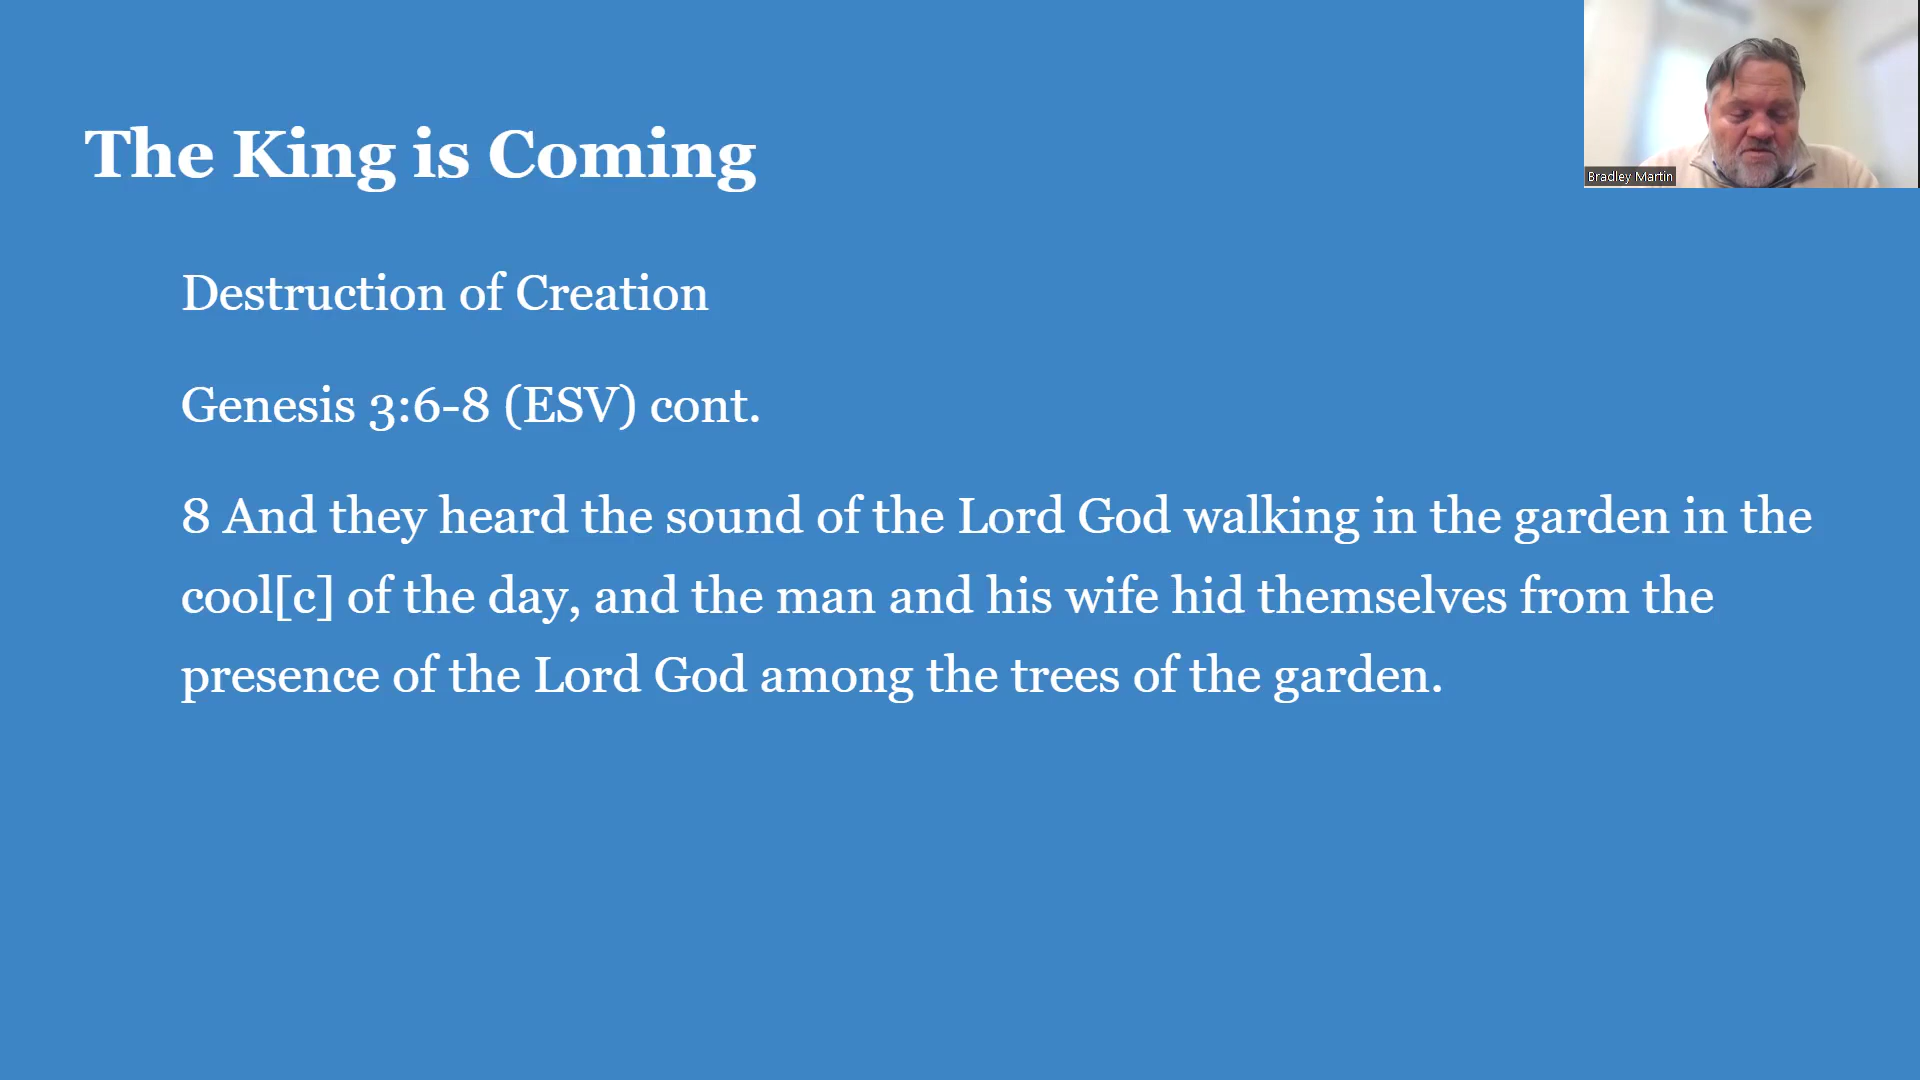 The King is Coming
Bradley Martin
Destruction of Creation
Genesis 3:6-8 (ESV) cont.
8 And they heard the sound of the Lord God walking in the garden in the
cool[c] of the day, and the man and his wife hid themselves from the
presence of the Lord God among the trees of the garden.